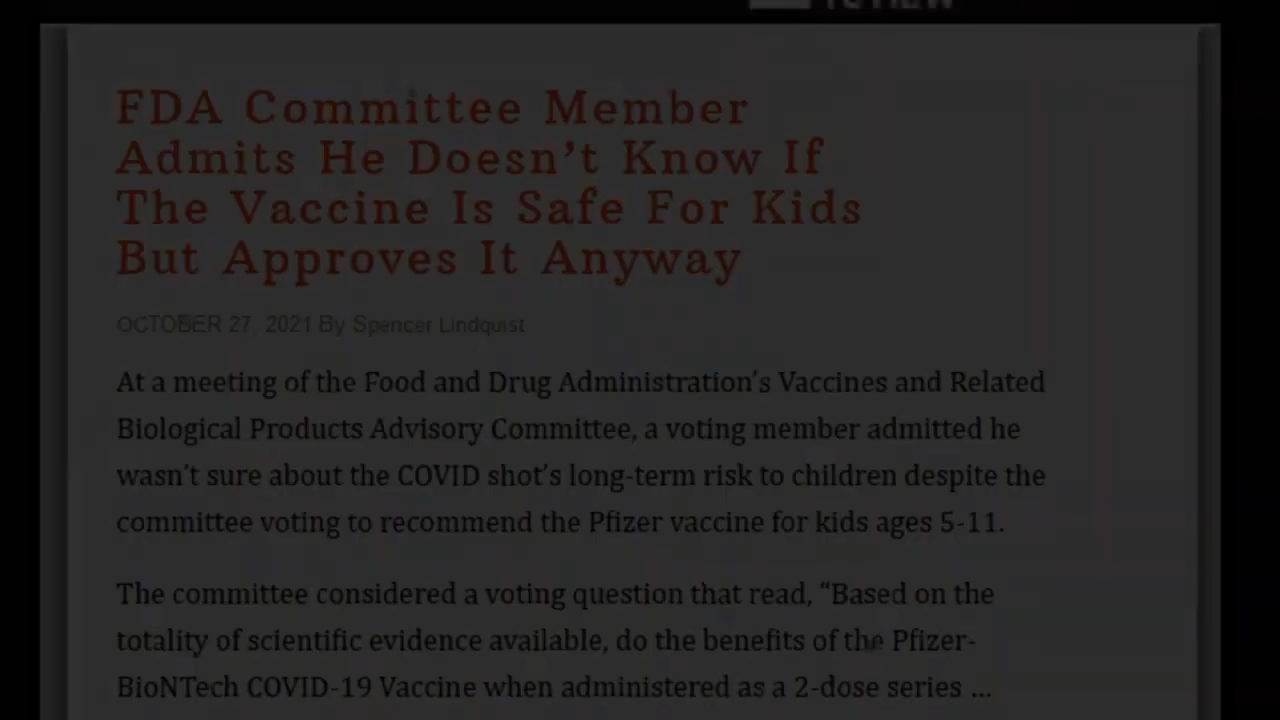 FDA Committee Member
Admits He Doesn’t Know If
The Vaccine Is Safe For Kids
But Approves It Anyway
OCTOBER 27, 2021 By Spencer Lindquist
At a meeting of the Food and Drug Administration’s Vaccines and Related
Biological Products Advisory Committee, a voting member admitted he
wasn’t sure about the COVID shot’s long-term risk to children despite the
committee voting to recommend the Pfizer vaccine for kids ages 5-11.
The committee considered a voting question that read, “Based on the
totality of scientific evidence available, do the benefits of the Pfizer-
BioNTech COVID-19 Vaccine when administered as a 2-dose series ...